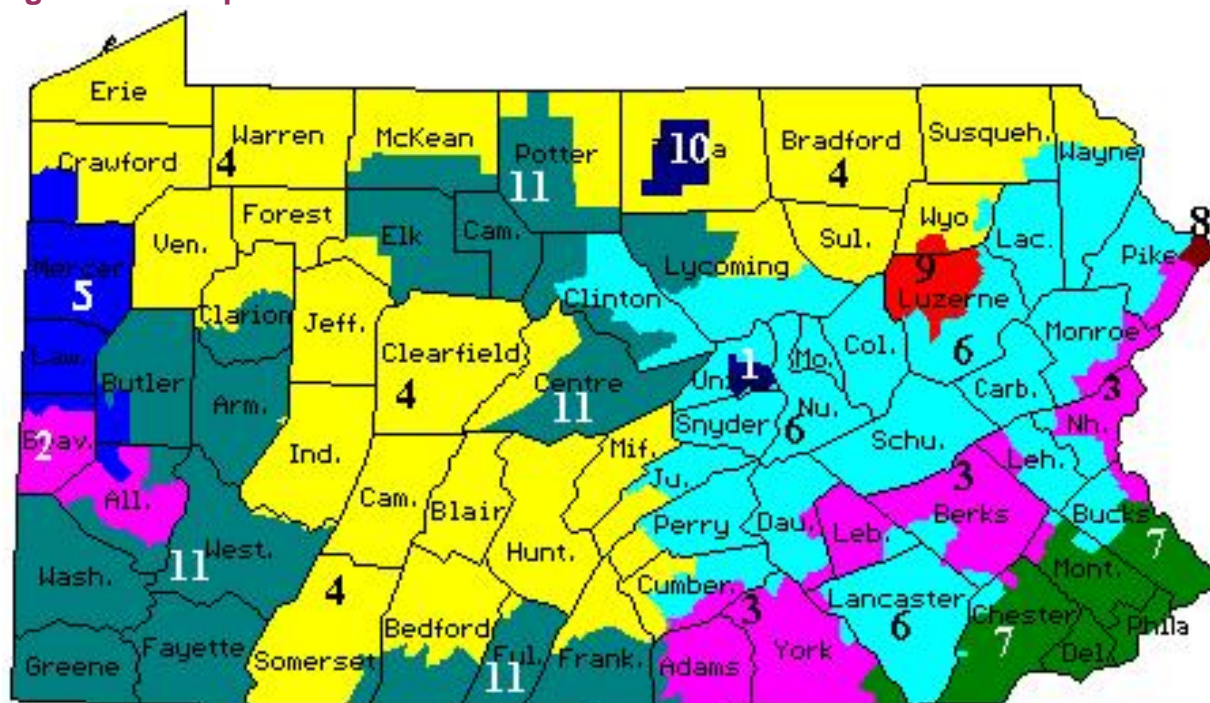 Erie
Warren
McKean
Potter
10
Bradford
Susqueh.
Wayne
Crawford
4
11
4
Forest
Wyo
8
Ven.
Elk
Cam.
Sul.
Lac.
Pike
Mercer
Lycoming
9
5
Clarion
Clinton
Luzerne
Jeff.
Monroe
Law.
Butler
Clearfield
Col.
6
Mo.
1
Centre
Carb.
3
4
11
Arm.
Nu.
Snyder
6
Schu.
Nh.
2
Ind.
Mif.
Leh.
3
All.
Cam.
Blair
Ju.
Perry
Dau.
Leb.
Berks
Bucks
7
West.
Hunt.
Wash.
11
Cumber.
Mont.
4
3
Lancaster
Chester
Phila
Bedford
6
7
Fayette
Greene
Somerset
Ful.
Frank.
Adams
York
Del.
11